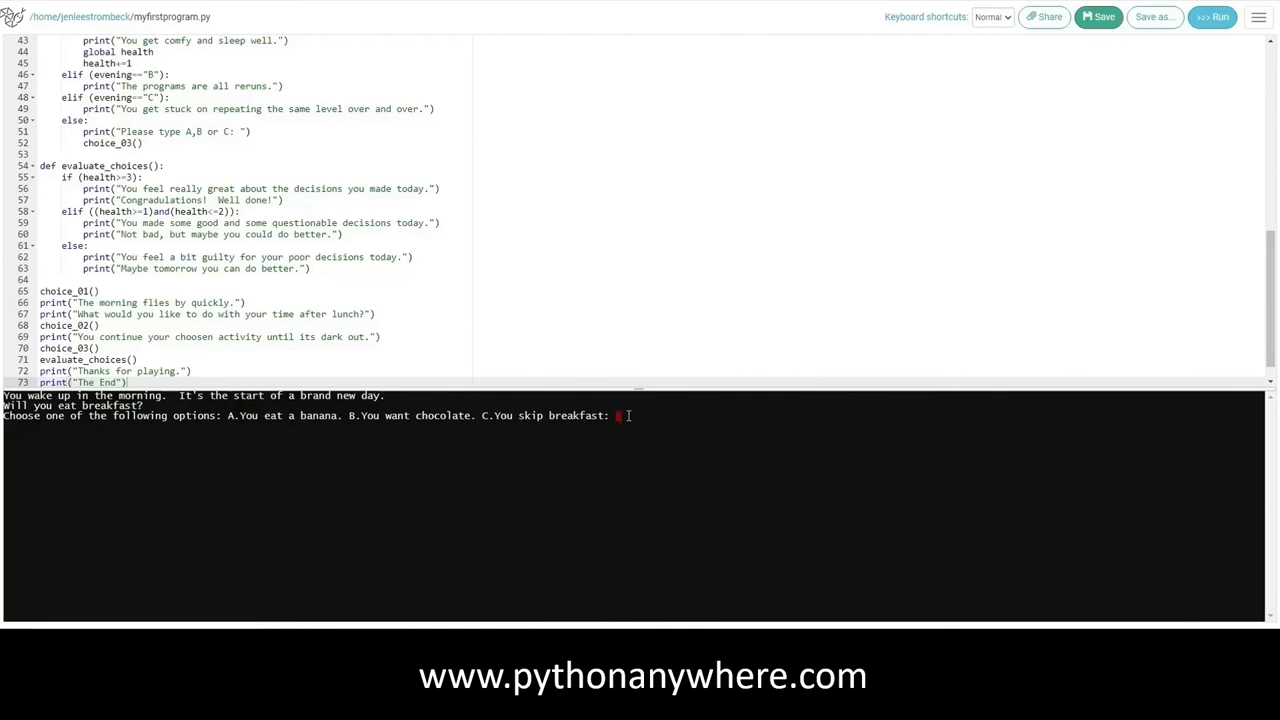 /home/jenleestrombeck/myfirstprogram.py Keyboard shortcuts: Normal Share Save Save as... >>> Run
43 print("You get comfy and sleep well.")
44 global health
45 health+=1
46 elif (evening=="B"):
47 print("The programs are all reruns.")
48 elif (evening=="C"):
49 print("You get stuck on repeating the same level over and over.")
50 else:
51 print("Please type A,B or C: ")
52 choice_03()
53
54 def evaluate_choices():
55 if (health>=3):
56 print("You feel really great about the decisions you made today.")
57 print("Congradulations!  Well done!")
58 elif ((health>=1)and(health<=2)):
59 print("You made some good and some questionable decisions today.")
60 print("Not bad, but maybe you could do better.")
61 else:
62 print("You feel a bit guilty for your poor decisions today.")
63 print("Maybe tomorrow you can do better.")
64
65 choice_01()
66 print("The morning flies by quickly.")
67 print("What would you like to do with your time after lunch?")
68 choice_02()
69 print("You continue your choosen activity until its dark out.")
70 choice_03()
71 evaluate_choices()
72 print("Thanks for playing.")
73 print("The End")
You wake up in the morning.  It's the start of a brand new day.
Will you eat breakfast?
Choose one of the following options: A.You eat a banana. B.You want chocolate. C.You skip breakfast:
www.pythonanywhere.com